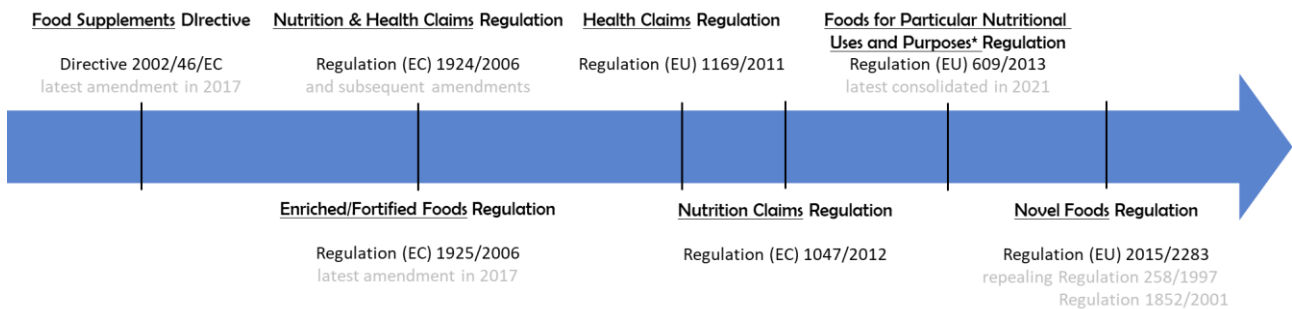 Food Supplements DIrective
Directive 2002/46/EC
latest amendment in 2017
Nutrition & Health Claims Regulation
Regulation (EC) 1924/2006
and subsequent amendments
Health Claims Regulation
Regulation (EU) 1169/2011
Foods for Particular Nutritional
Uses and Purposes* Regulation
Regulation (EU) 609/2013
latest consolidated in 2021
Enriched/Fortified Foods Regulation
Regulation (EC) 1925/2006
latest amendment in 2017
Nutrition Claims Regulation
Regulation (EC) 1047/2012
Novel Foods Regulation
Regulation (EU) 2015/2283
repealing Regulation 258/1997
Regulation 1852/2001